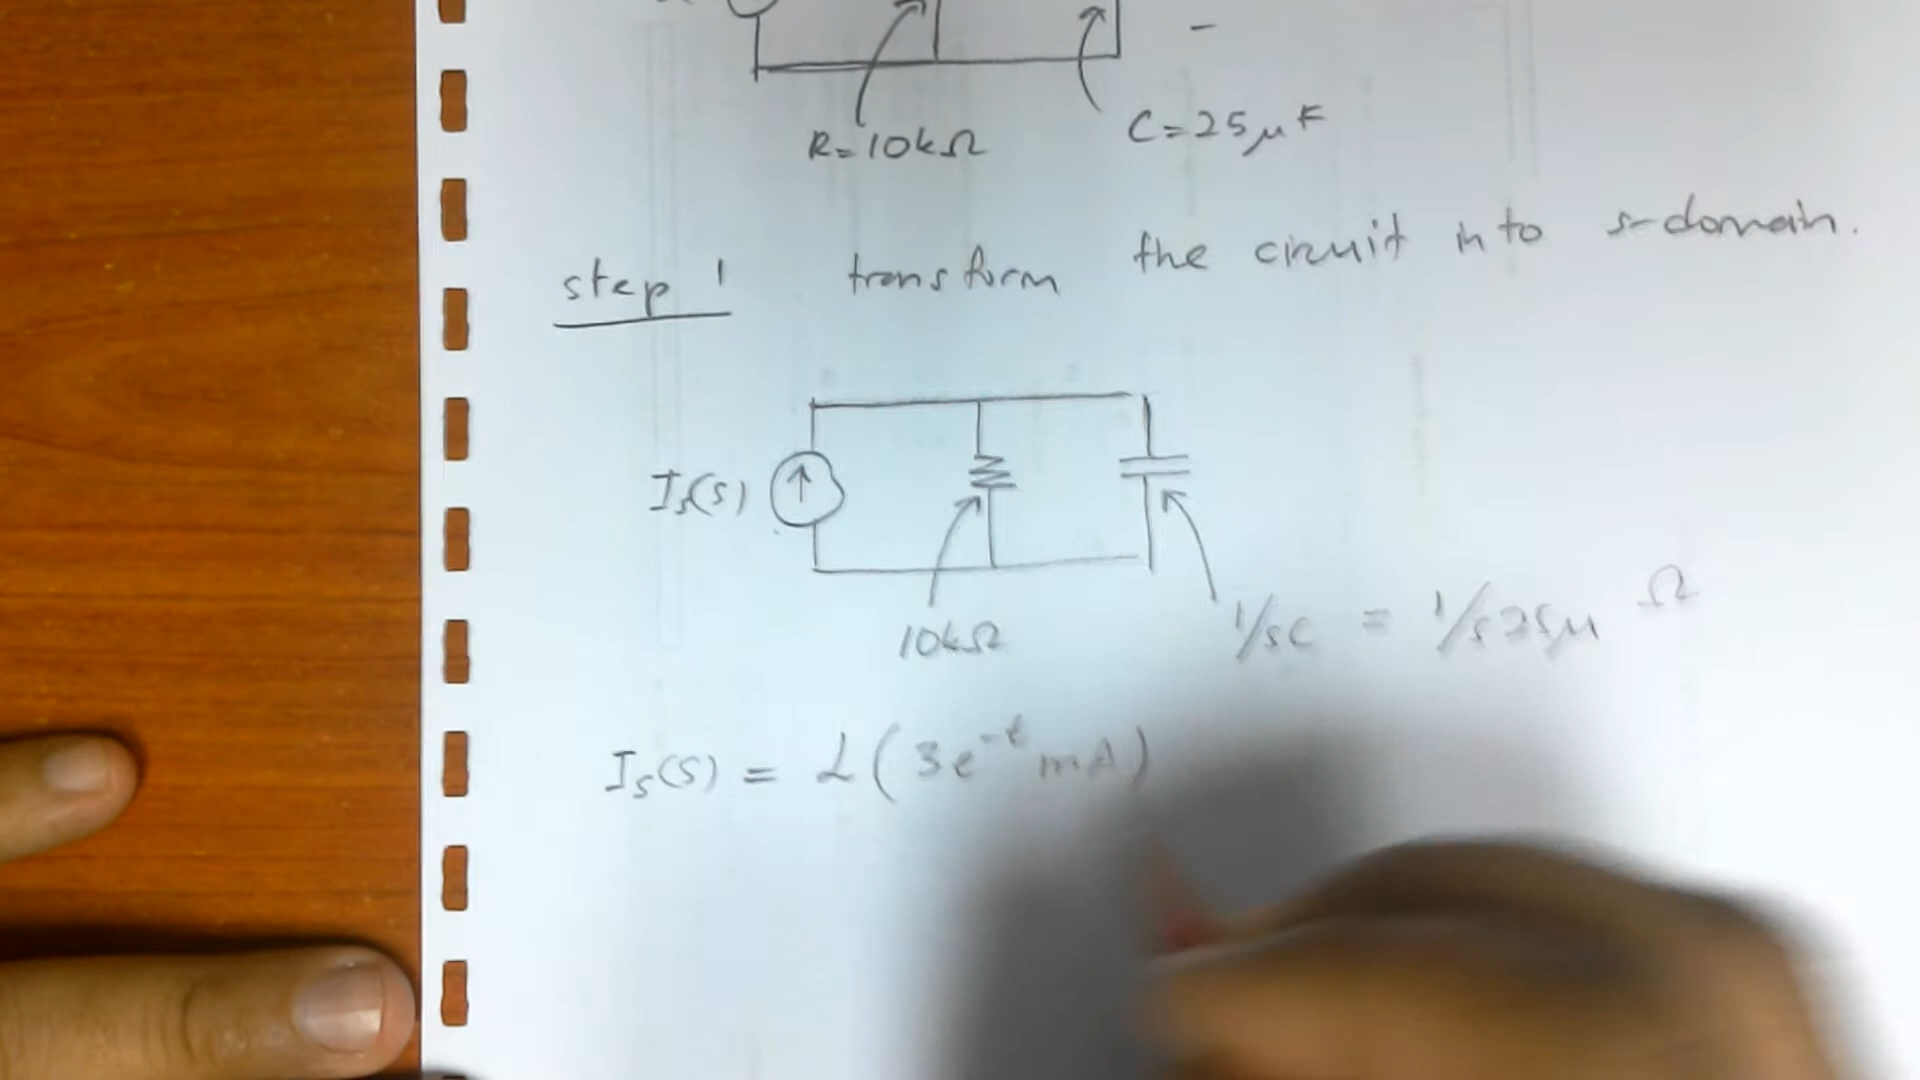 R=10kΩ
C=25μF
step 1 transform the circuit into s-domain.
Is(s)
10kΩ
1/sC = 1/s25μ Ω
Is(s) = ℒ(3e^-t mA)